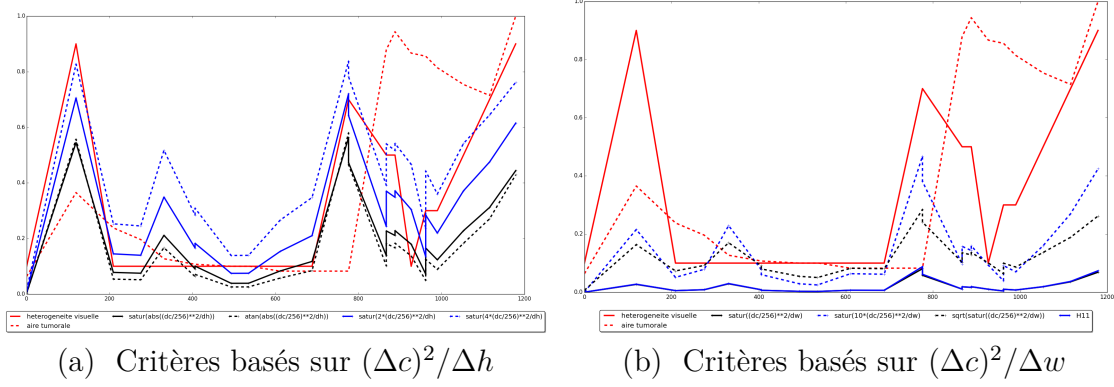 1.0
0.8
0.6
0.4
0.2
0
200
400
600
800
1000
1200
heterogeneite visuelle
aire tumorale
satur(abs((dc/256)**2/dh))
atan(abs((dc/256)**2/dh))
satur(2*(dc/256)**2/dh)
satur(4*(dc/256)**2/dh)
(a) Critères basés sur (Δc)²/Δh
1.0
0.8
0.6
0.4
0.2
0.0
0
200
400
600
800
1000
1200
heterogeneite visuelle
aire tumorale
satur((dc/256)**2/dw)
satur(10*(dc/256)**2/dw)
sqrt(satur((dc/256)**2/dw))
H11
(b) Critères basés sur (Δc)²/Δw